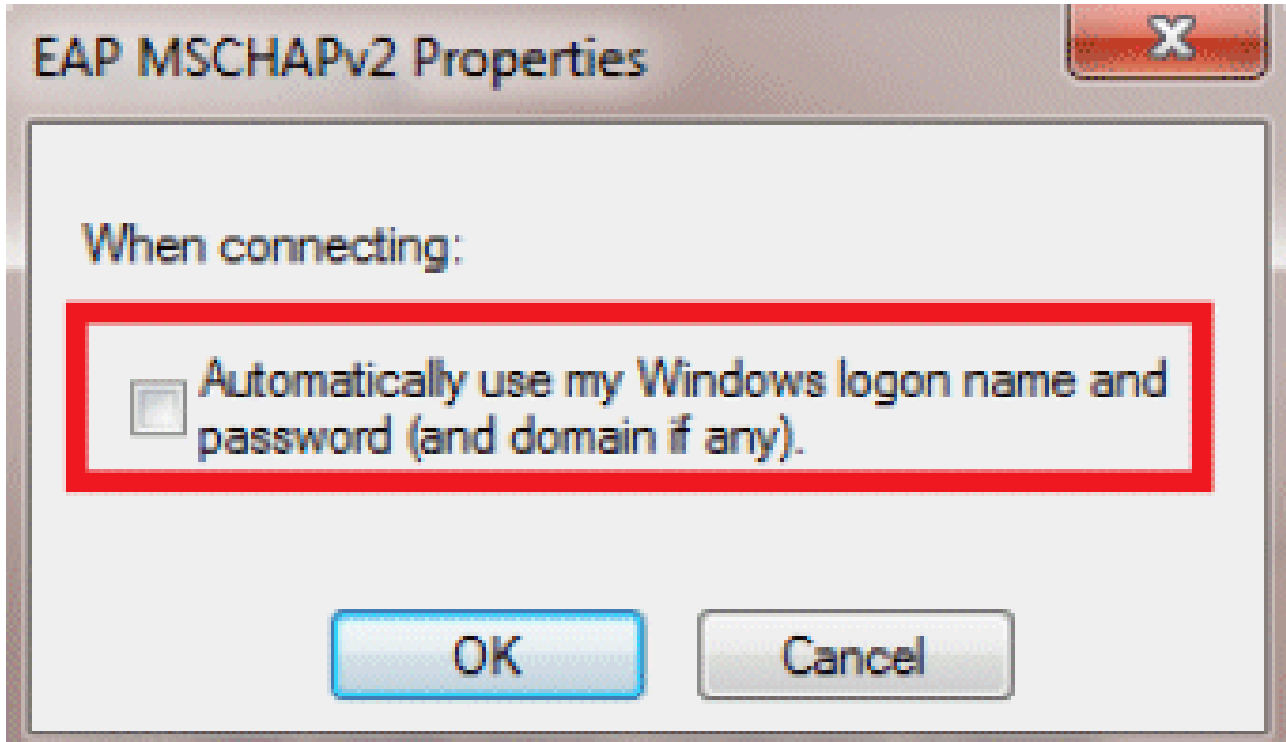 EAP MSCHAPv2 Properties
When connecting:
Automatically use my Windows logon name and
password (and domain if any).
OK
Cancel